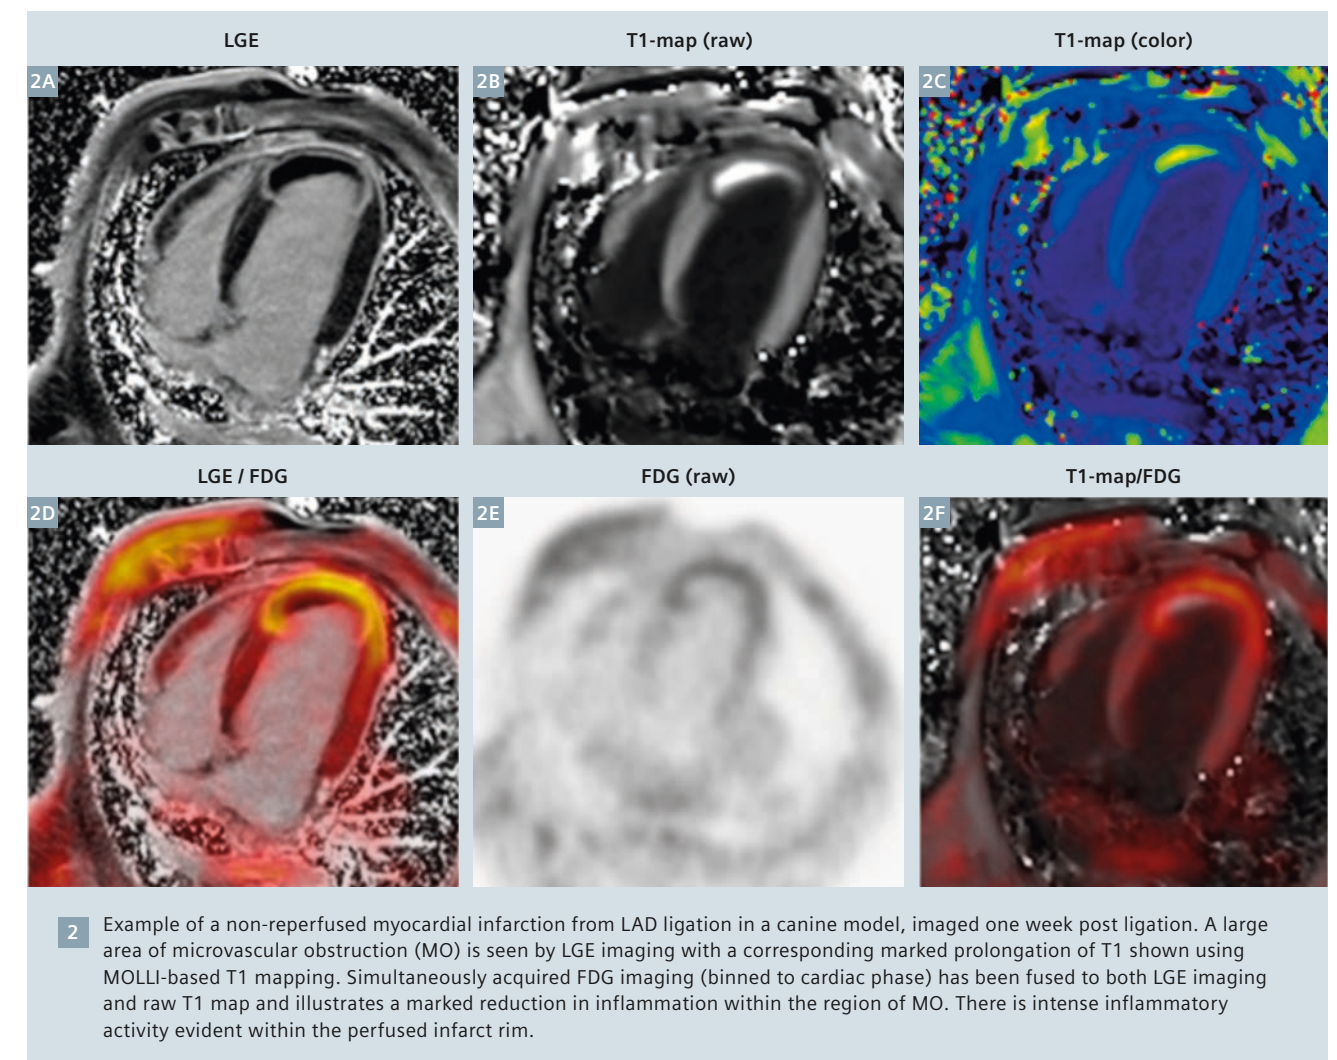 LGE
T1-map (raw)
T1-map (color)
2A
2B
2C
LGE / FDG
FDG (raw)
T1-map/FDG
2D
2E
2F
2
Example of a non-reperfused myocardial infarction from LAD ligation in a canine model, imaged one week post ligation. A large
area of microvascular obstruction (MO) is seen by LGE imaging with a corresponding marked prolongation of T1 shown using
MOLLI-based T1 mapping. Simultaneously acquired FDG imaging (binned to cardiac phase) has been fused to both LGE imaging
and raw T1 map and illustrates a marked reduction in inflammation within the region of MO. There is intense inflammatory
activity evident within the perfused infarct rim.